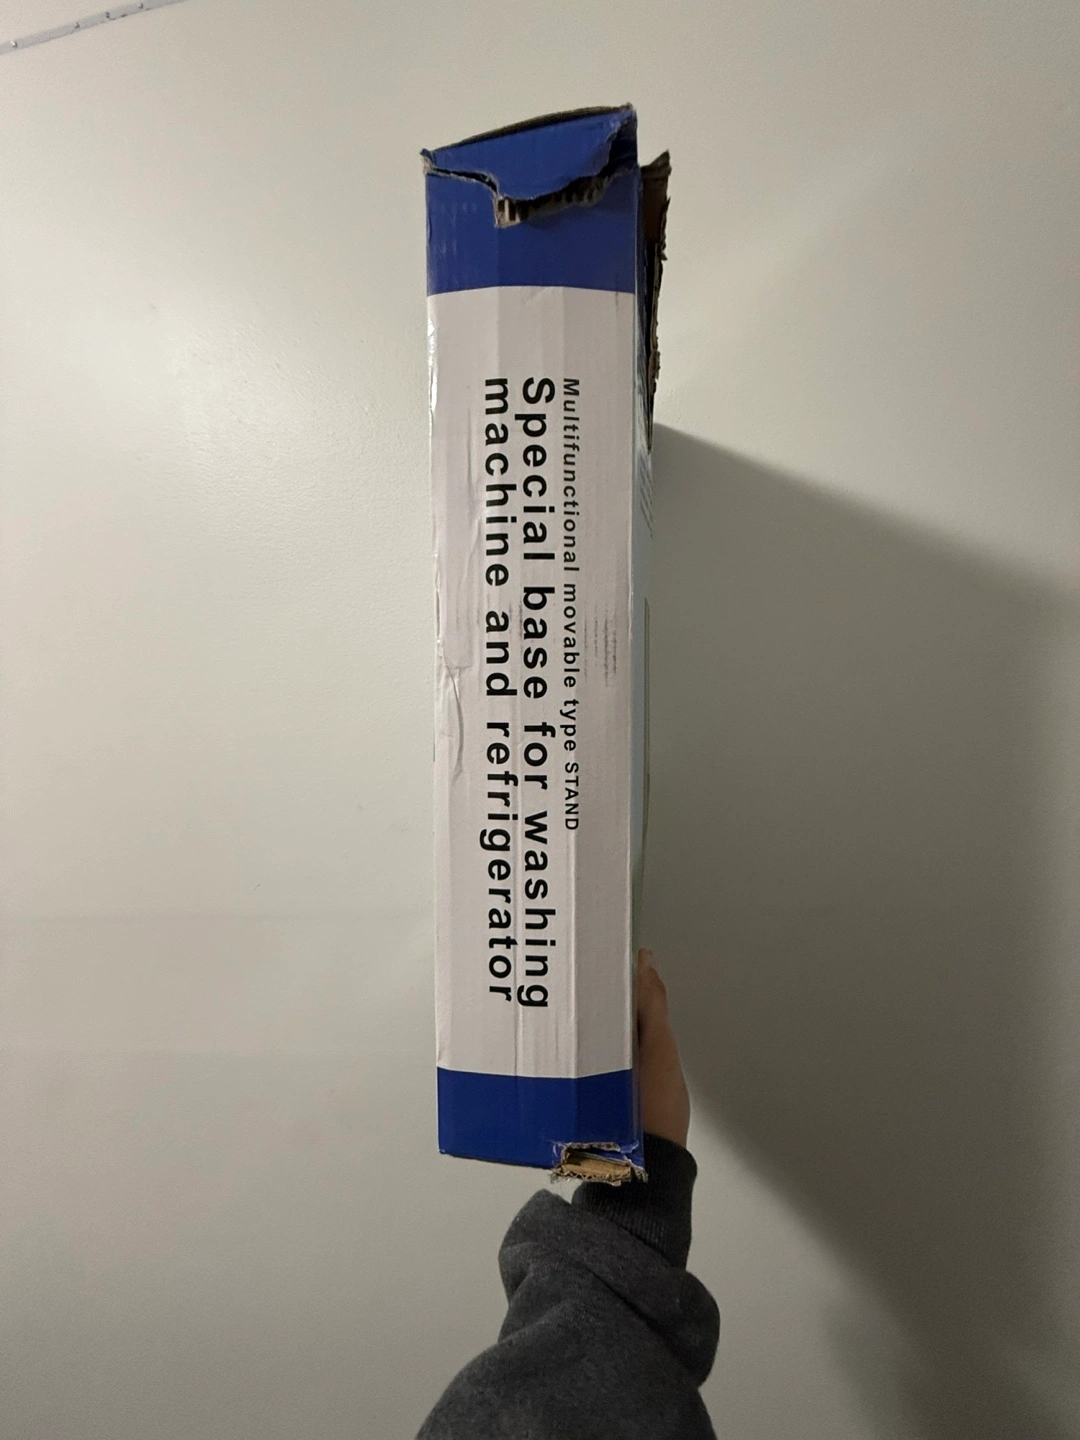 Multifunctional movable type STAND
Special base for washing
machine and refrigerator